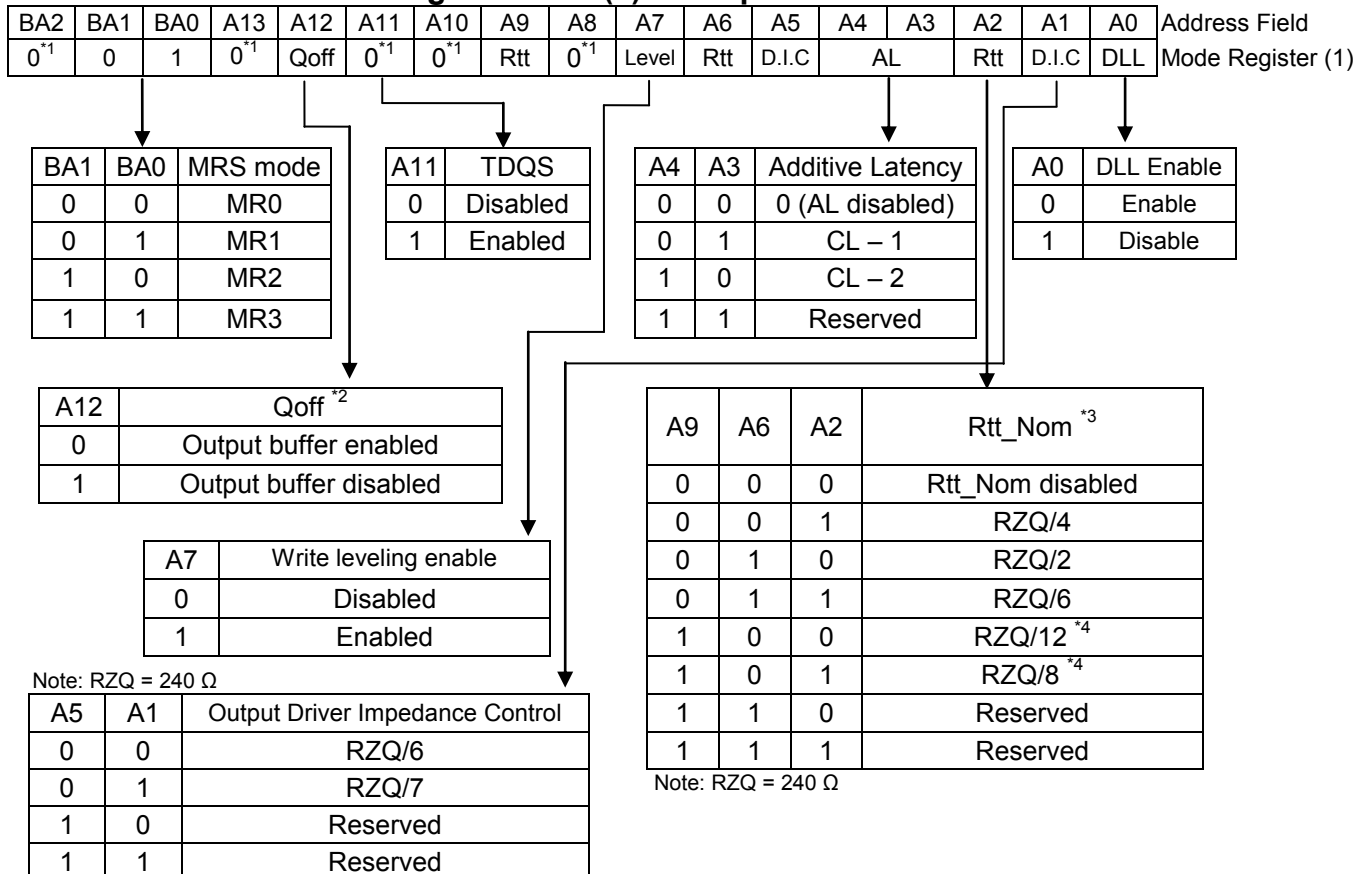 BA2 BA1 BA0 A13 A12 A11 A10 A9 A8 A7 A6 A5 A4 A3 A2 A1 A0 Address Field
0*1 0 1 0*1 Qoff 0*1 0*1 Rtt 0*1 Level Rtt D.I.C AL Rtt D.I.C DLL Mode Register (1)
BA1 BA0 MRS mode
0 0 MR0
0 1 MR1
1 0 MR2
1 1 MR3
A11 TDQS
0 Disabled
1 Enabled
A4 A3 Additive Latency
0 0 0 (AL disabled)
0 1 CL – 1
1 0 CL – 2
1 1 Reserved
A0 DLL Enable
0 Enable
1 Disable
A12 Qoff *2
0 Output buffer enabled
1 Output buffer disabled
A7 Write leveling enable
0 Disabled
1 Enabled
Note: RZQ = 240 Ω
A5 A1 Output Driver Impedance Control
0 0 RZQ/6
0 1 RZQ/7
1 0 Reserved
1 1 Reserved
A9 A6 A2 Rtt_Nom *3
0 0 0 Rtt_Nom disabled
0 0 1 RZQ/4
0 1 0 RZQ/2
0 1 1 RZQ/6
1 0 0 RZQ/12 *4
1 0 1 RZQ/8 *4
1 1 0 Reserved
1 1 1 Reserved
Note: RZQ = 240 Ω